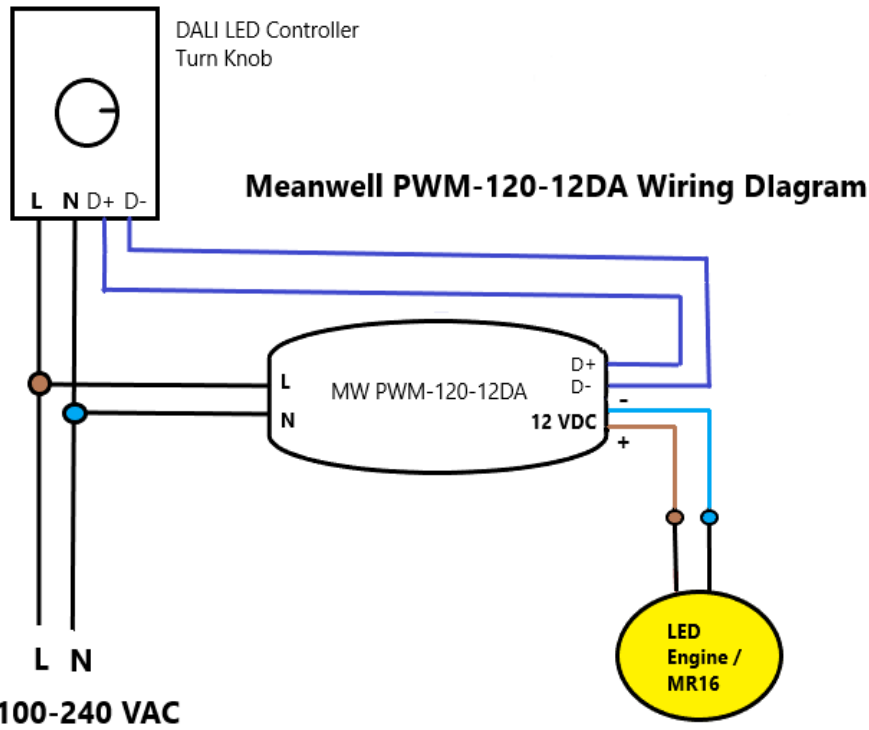 DALI LED Controller
Turn Knob
L N D+ D-
Meanwell PWM-120-12DA Wiring DIagram
D+
L
MW PWM-120-12DA
D-
-
N
12 VDC
+
LED
Engine /
MR16
L N
100-240 VAC